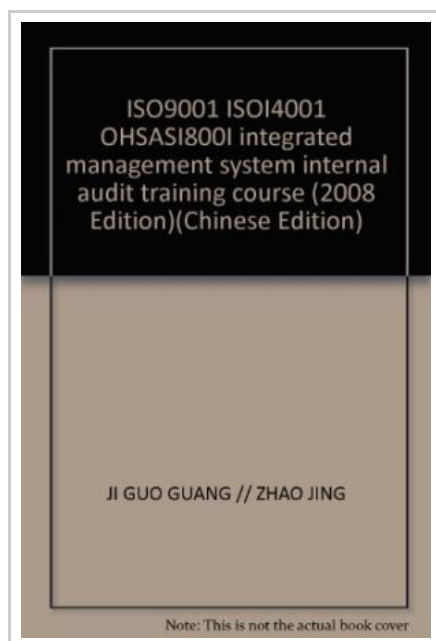 ISO9001 ISOI4001
OHSASI800I integrated
management system internal
audit training course (2008
Edition)(Chinese Edition)
JI GUO GUANG // ZHAO JING
Note: This is not the actual book cover